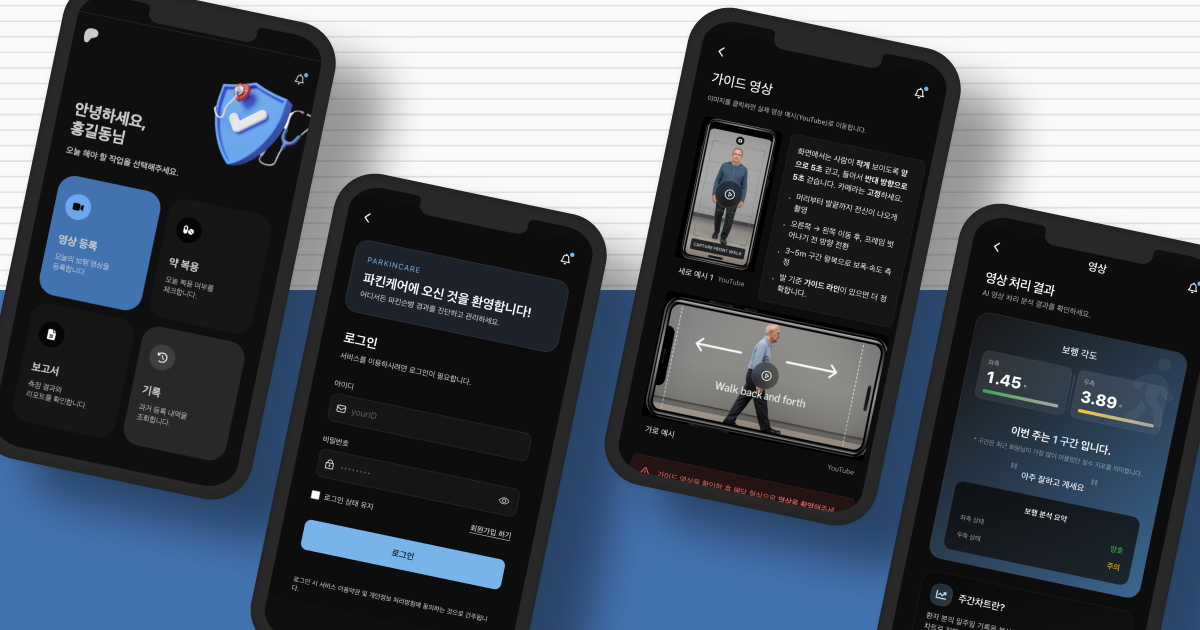 안녕하세요,
홍길동님
오늘 해야 할 작업을 선택해주세요.
영상 등록
오늘의 보행 영상을
등록합니다.
약 복용
오늘 복용 여부를
체크합니다.
보고서
측정 결과와
리포트를 확인합니다.
기록
과거 등록 내역을
조회합니다.
PARKINCARE
파킨케어에 오신 것을 환영합니다!
어디서든 파킨슨병 경과를 진단하고 관리하세요.
로그인
서비스를 이용하시려면 로그인이 필요합니다.
아이디
yourID
비밀번호
로그인 상태 유지
회원가입 하기
로그인
로그인 시 서비스 이용약관 및 개인정보 처리방침에 동의하는 것으로 간주됩니
다.
가이드 영상
이미지를 클릭하면 실제 영상 예시(YouTube)로 이동합니다.
CAPTURE FRONT WALK
세로 예시 1 YouTube
화면에서는 사람이 작게 보이도록 앞
으로 5초 걷고, 돌아서 반대 방향으로
5초 걷습니다. 카메라는 고정하세요.
머리부터 발끝까지 전신이 나오게
촬영
오른쪽 → 왼쪽 이동 후, 프레임 벗
어나기 전 방향 전환
3~5m 구간 왕복으로 보폭·속도 측
정
발 기준 가이드 라인이 있으면 더 정
확합니다.
Walk back and forth
가로 예시
YouTube
가이드 영상을 확인한 후 해당 형식으로 영상을 촬영해주세
영상
영상 처리 결과
AI 영상 처리 분석 결과를 확인하세요.
보행 각도
좌측
1.45°
우측
3.89°
이번 주는 1 구간 입니다.
* 구간은 최근 회원님이 가장 많이 머물렀던 점수 지표를 의미합니다.
" 아주 잘하고 계세요 "
보행 분석 요약
좌측 상태
양호
우측 상태
주의
주간차트란?
환자 분의 일주일 기록을